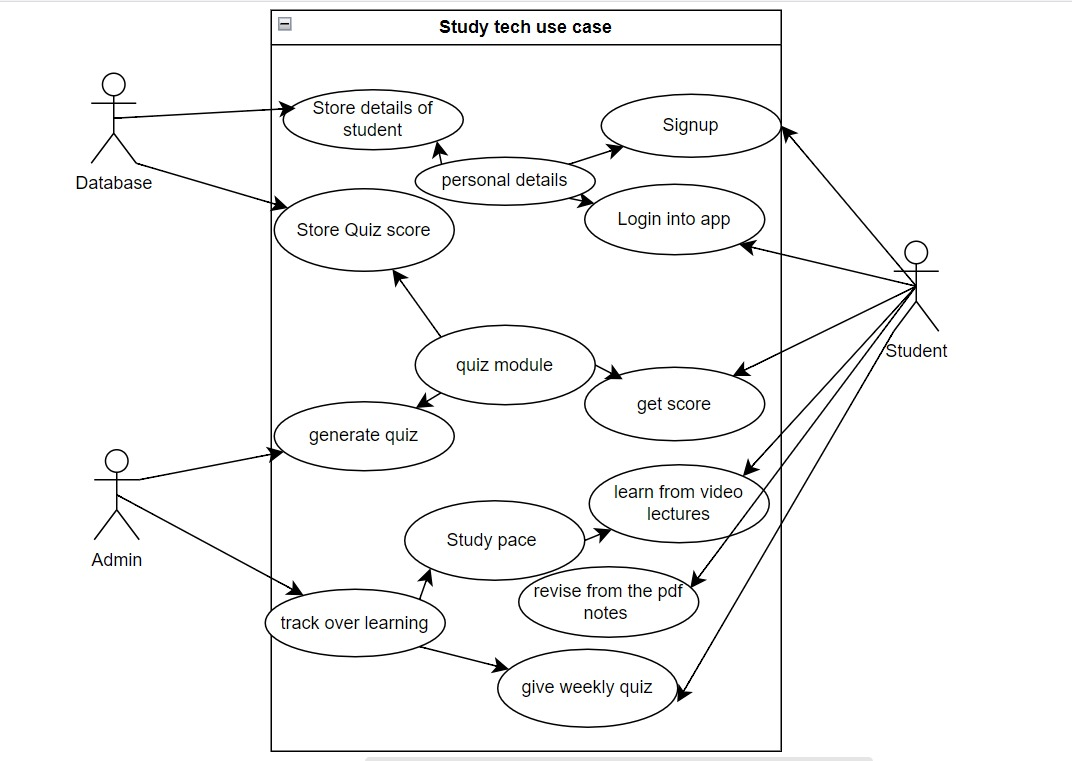 Study tech use case
Store details of
student
Signup
Database
personal details
Login into app
Store Quiz score
Student
quiz module
get score
generate quiz
learn from video
lectures
Study pace
Admin
revise from the pdf
notes
track over learning
give weekly quiz